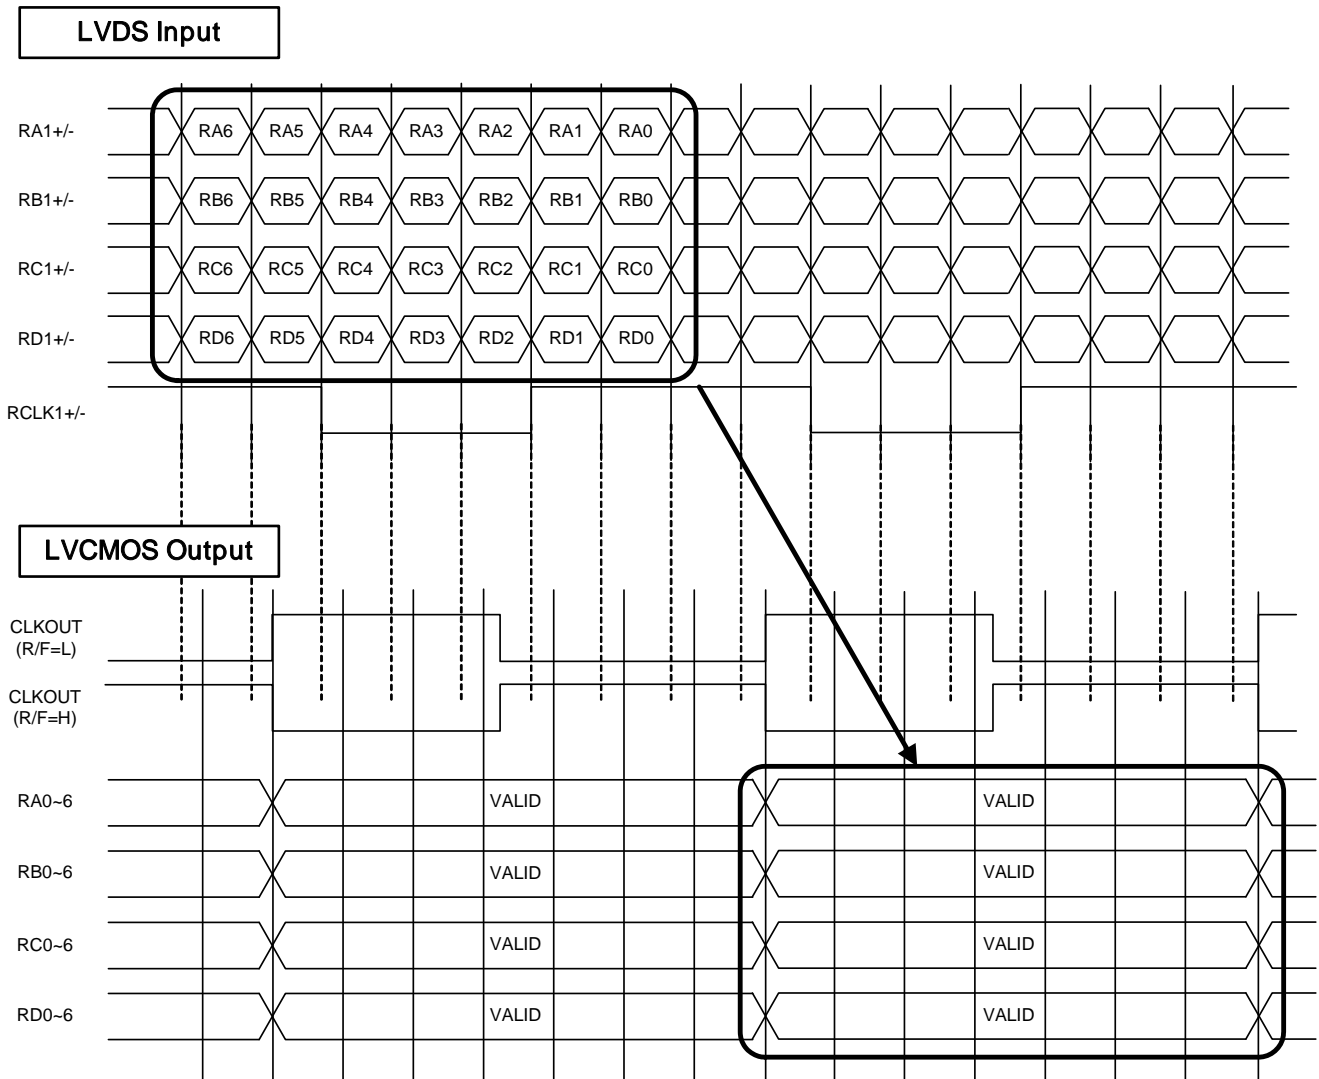 LVDS Input
RA1+/- RA6 RA5 RA4 RA3 RA2 RA1 RA0
RB1+/- RB6 RB5 RB4 RB3 RB2 RB1 RB0
RC1+/- RC6 RC5 RC4 RC3 RC2 RC1 RC0
RD1+/- RD6 RD5 RD4 RD3 RD2 RD1 RD0
RCLK1+/-
LVCMOS Output
CLKOUT
(R/F=L)
CLKOUT
(R/F=H)
RA0~6 VALID VALID
RB0~6 VALID VALID
RC0~6 VALID VALID
RD0~6 VALID VALID